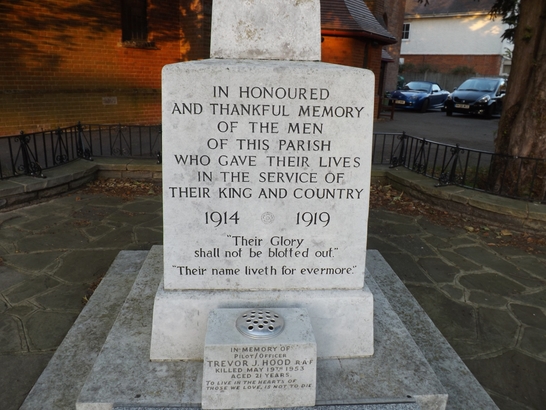 IN HONOURED
AND THANKFUL MEMORY
OF THE MEN
OF THIS PARISH
WHO GAVE THEIR LIVES
IN THE SERVICE OF
THEIR KING AND COUNTRY
1914 1919
"Their Glory
shall not be blotted out."
"Their name liveth for evermore."
IN MEMORY OF
PILOT/OFFICER
TREVOR J. HOOD RAF
KILLED MAY 19TH 1953
AGED 21 YEARS.
TO LIVE IN THE HEARTS OF
THOSE WE LOVE, IS NOT TO DIE